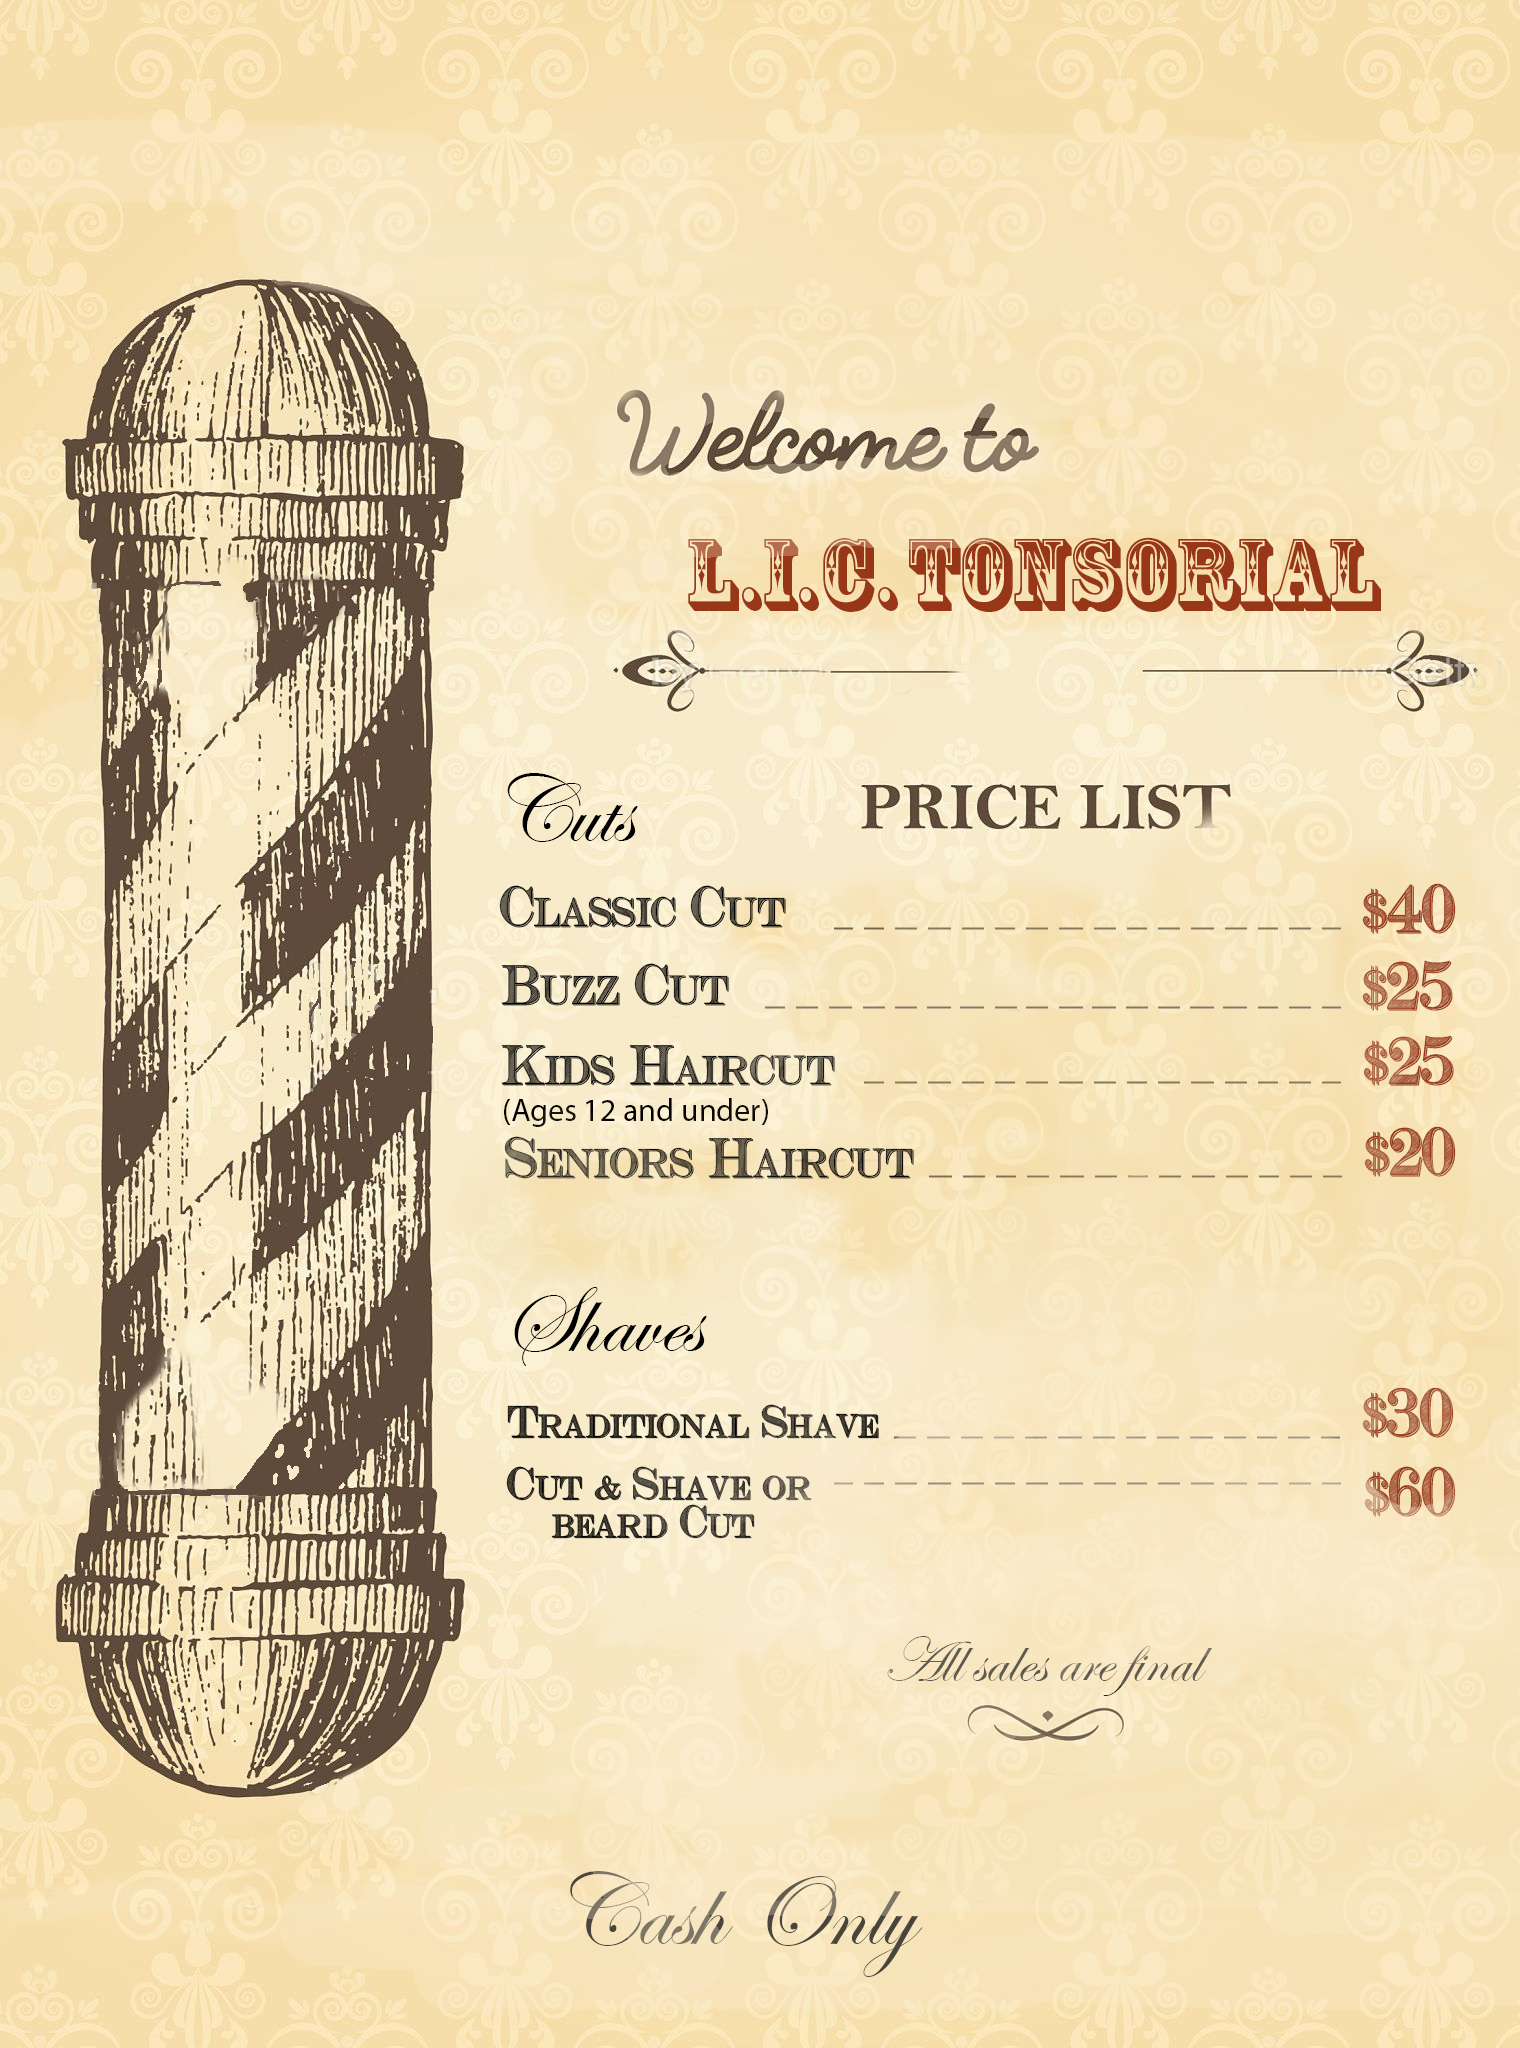 Welcome to
L.I.C. TONSORIAL
Cuts
PRICE LIST
CLASSIC CUT $40
BUZZ CUT $25
KIDS HAIRCUT $25
(Ages 12 and under)
SENIORS HAIRCUT $20
Shaves
TRADITIONAL SHAVE $30
CUT & SHAVE OR $60
BEARD CUT
All sales are final
Cash Only